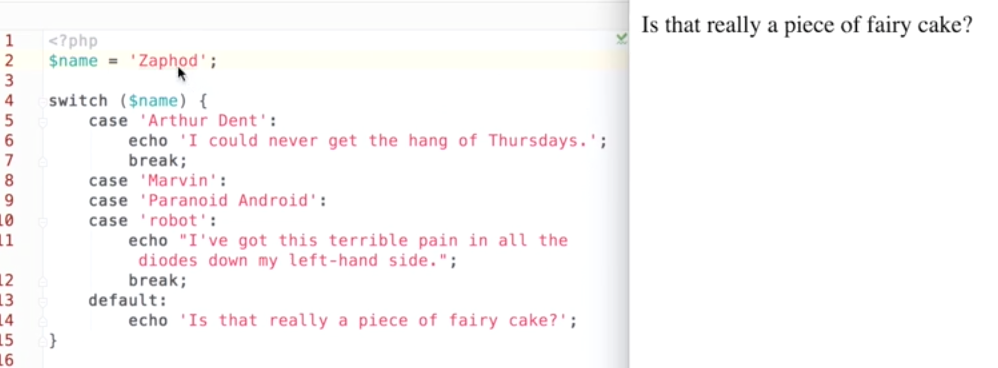 1 <?php
2 $name = 'Zaphod';
3
4 switch ($name) {
5 case 'Arthur Dent':
6 echo 'I could never get the hang of Thursdays.';
7 break;
8 case 'Marvin':
9 case 'Paranoid Android':
10 case 'robot':
11 echo "I've got this terrible pain in all the
diodes down my left-hand side.";
12 break;
13 default:
14 echo 'Is that really a piece of fairy cake?';
15 }
16
Is that really a piece of fairy cake?